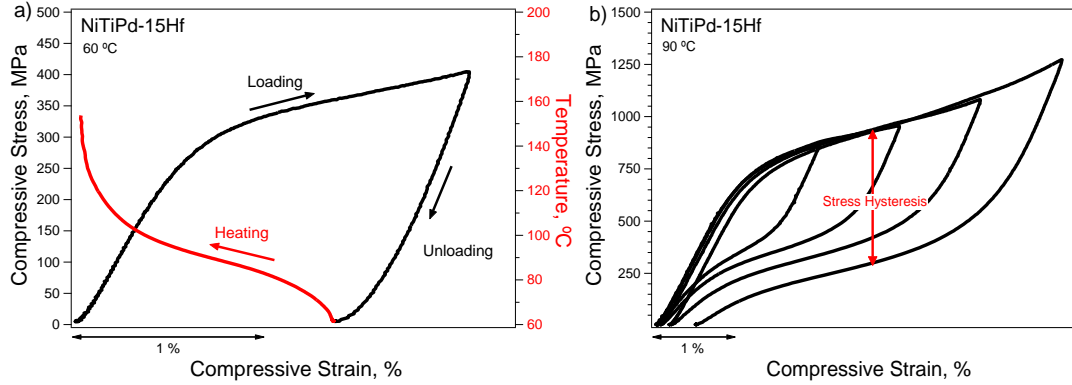 a)
NiTiPd-15Hf
60 ºC
Compressive Stress, MPa
500
450
400
350
300
250
200
150
100
50
0
Loading
Heating
Unloading
200
180
160
140
120
100
80
60
Temperature, ºC
1 %
Compressive Strain, %
b)
NiTiPd-15Hf
90 ºC
Compressive Stress, MPa
1500
1250
1000
750
500
250
0
Stress Hysteresis
1 %
Compressive Strain, %